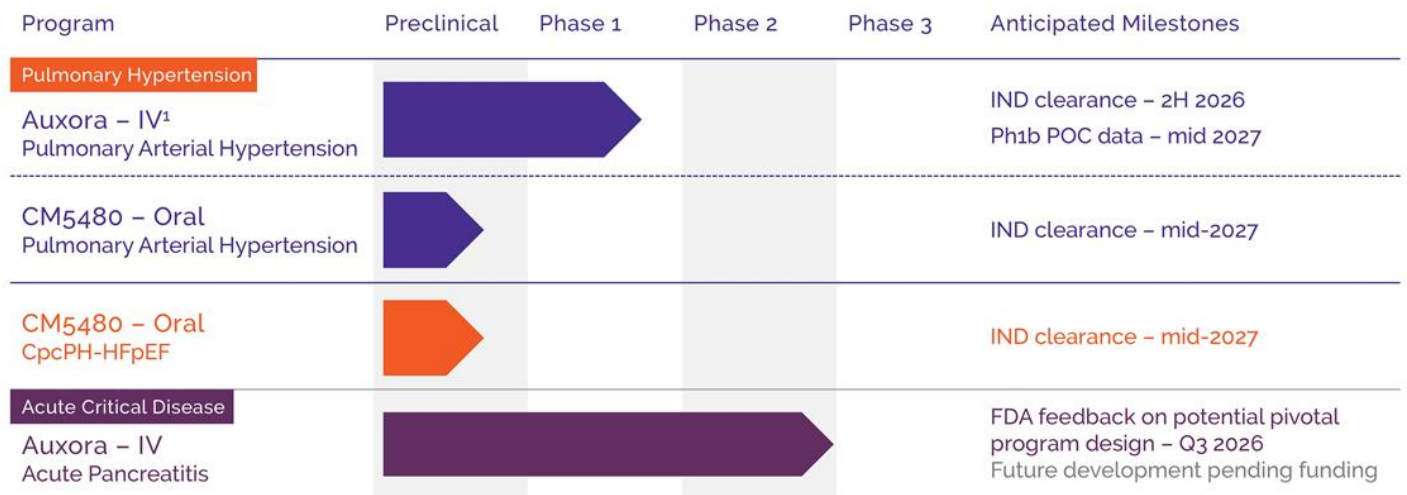 Program Preclinical Phase 1 Phase 2 Phase 3 Anticipated Milestones
Pulmonary Hypertension
Auxora – IV¹
Pulmonary Arterial Hypertension
IND clearance – 2H 2026
Ph1b POC data – mid 2027
CM5480 – Oral
Pulmonary Arterial Hypertension
IND clearance – mid-2027
CM5480 – Oral
CpcPH-HFpEF
IND clearance – mid-2027
Acute Critical Disease
Auxora – IV
Acute Pancreatitis
FDA feedback on potential pivotal
program design – Q3 2026
Future development pending funding